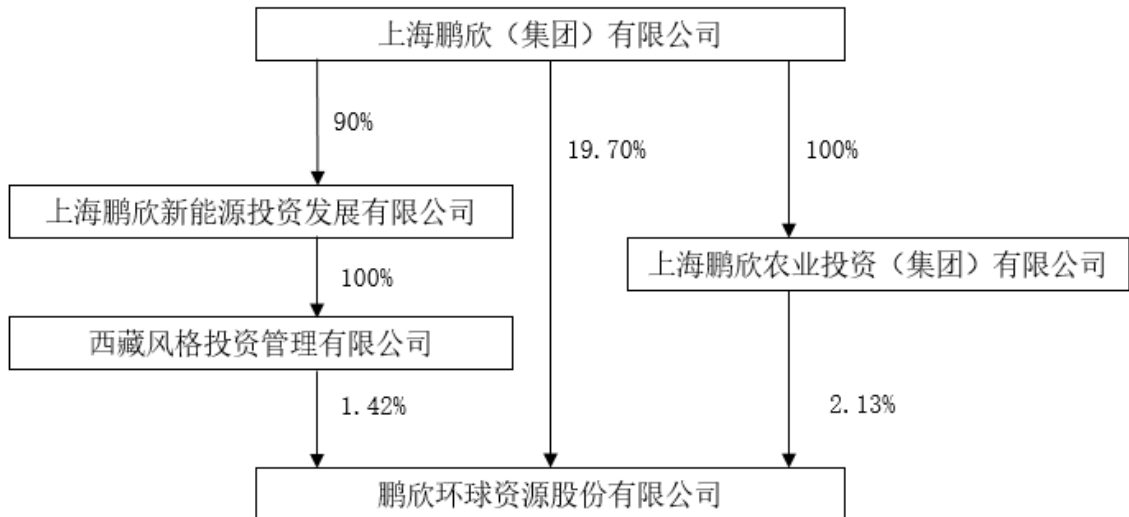 上海鹏欣（集团）有限公司
90%
19.70%
100%
上海鹏欣新能源投资发展有限公司
上海鹏欣农业投资（集团）有限公司
100%
西藏风格投资管理有限公司
1.42%
2.13%
鹏欣环球资源股份有限公司